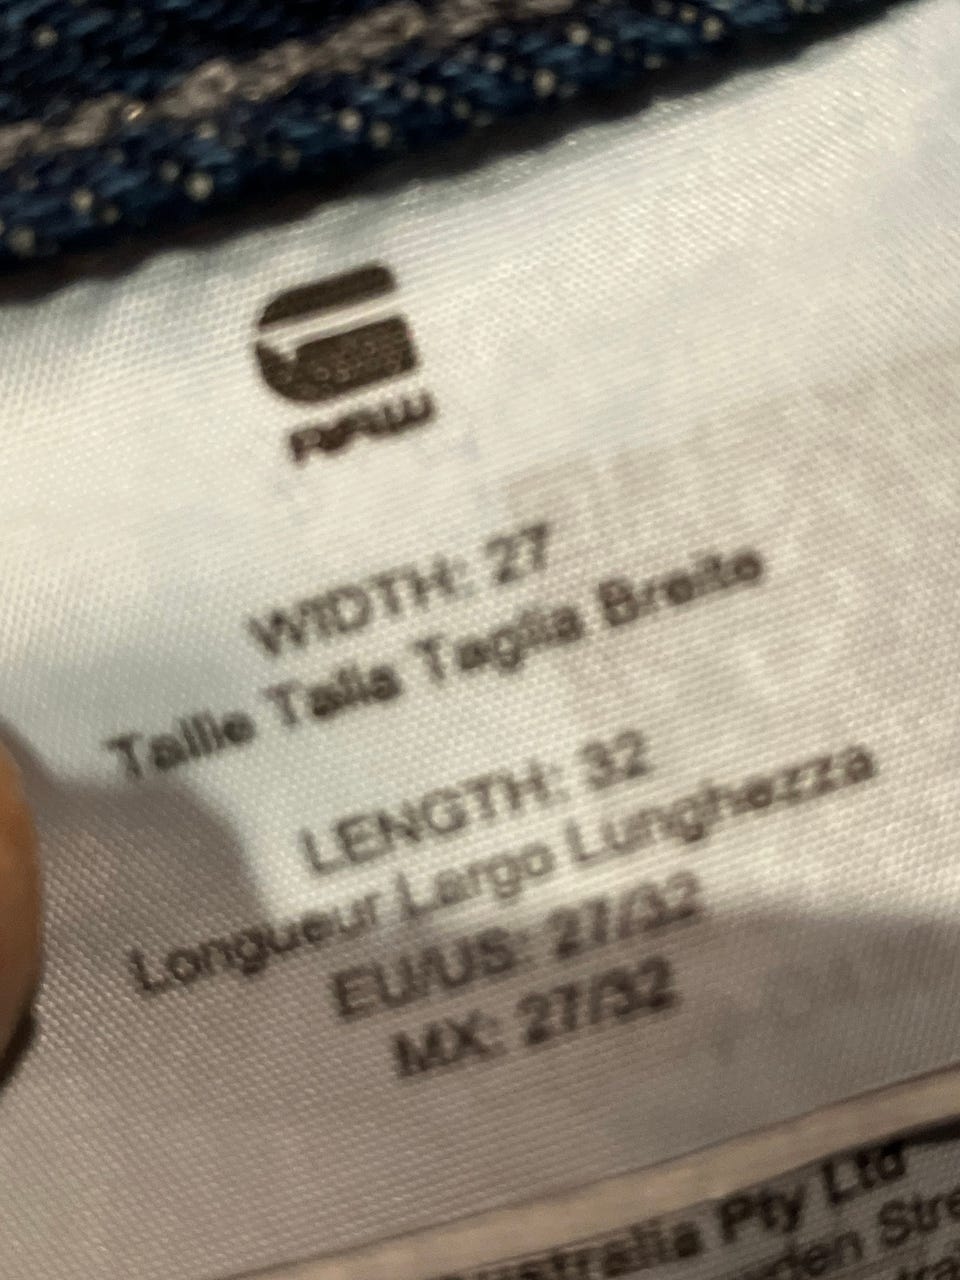 RAW
WIDTH: 27
Taille Talla Taglia Breite
LENGTH: 32
Longueur Largo Lunghezza
EU/US: 27/32
MX: 27/32
Pty Ltd